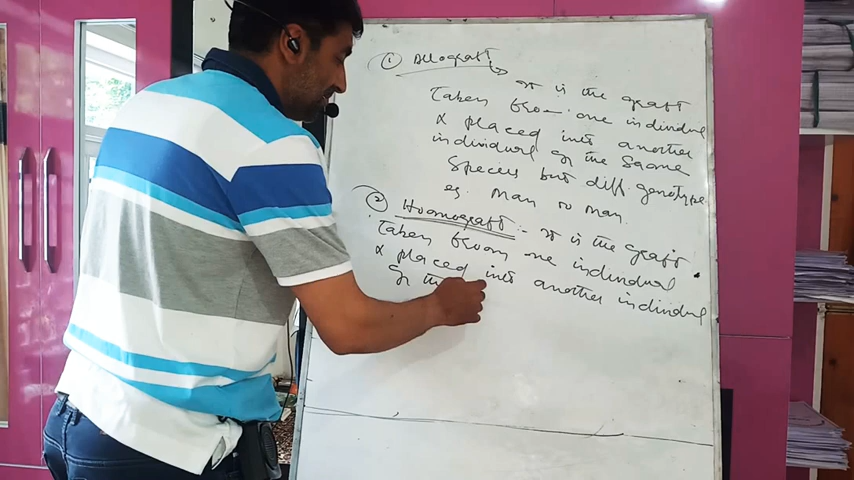 ① Allograft
It is the graft
Taken from one individual
& placed into another
individual of the same
species but diff. genotype
eg. Man to Man.
② Homograft - It is the graft
Taken from one individual
& placed into another individual
of the